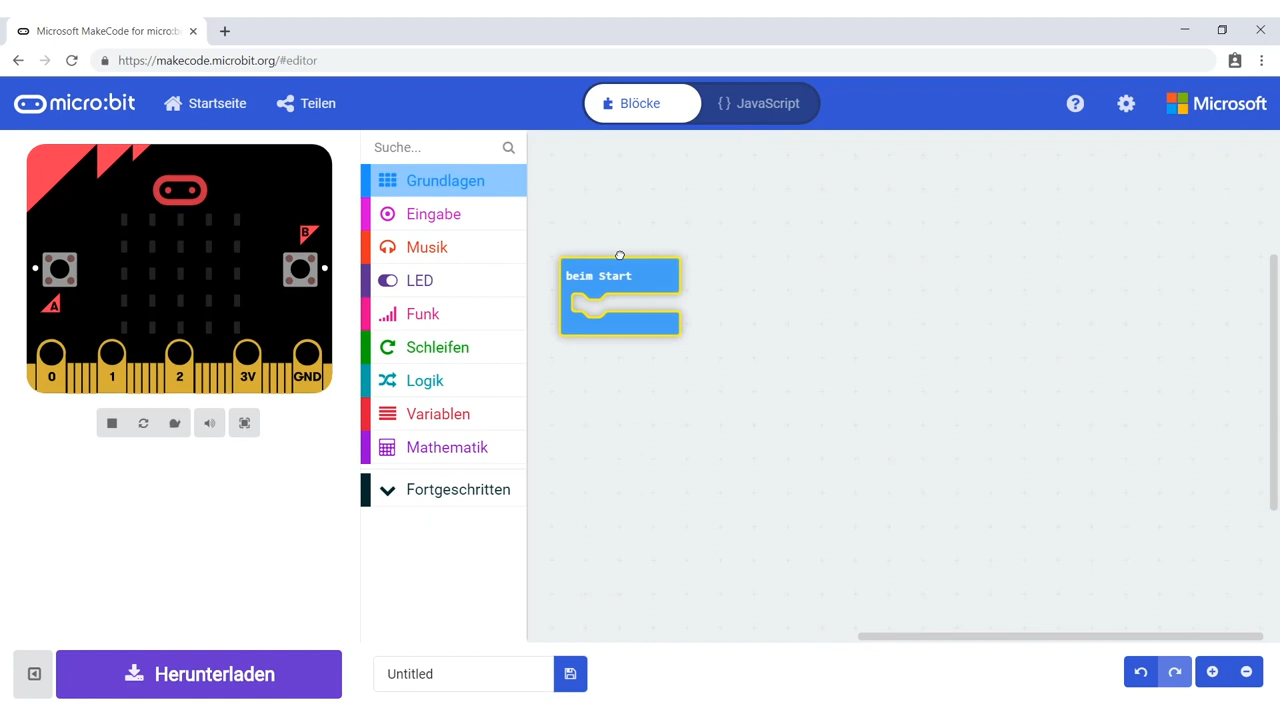 Microsoft MakeCode for micro:b
https://makecode.microbit.org/#editor
micro:bit
Startseite
Teilen
Blöcke
{ } JavaScript
Microsoft
Suche...
Grundlagen
Eingabe
Musik
LED
Funk
Schleifen
Logik
Variablen
Mathematik
Fortgeschritten
B
A
0 1 2 3V GND
beim Start
Herunterladen
Untitled